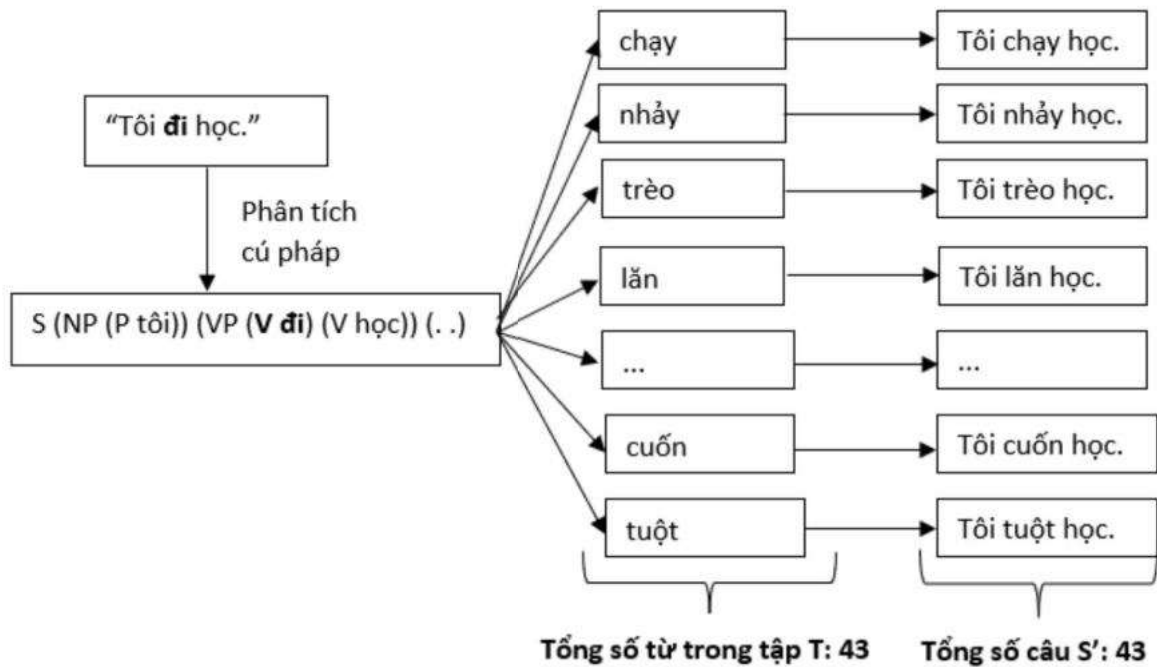 “Tôi đi học.”
Phân tích
cú pháp
S (NP (P tôi)) (VP (V đi) (V học)) (. .)
chạy
Tôi chạy học.
nhảy
Tôi nhảy học.
trèo
Tôi trèo học.
lăn
Tôi lăn học.
...
...
cuốn
Tôi cuốn học.
tuột
Tôi tuột học.
Tổng số từ trong tập T: 43
Tổng số câu S’: 43